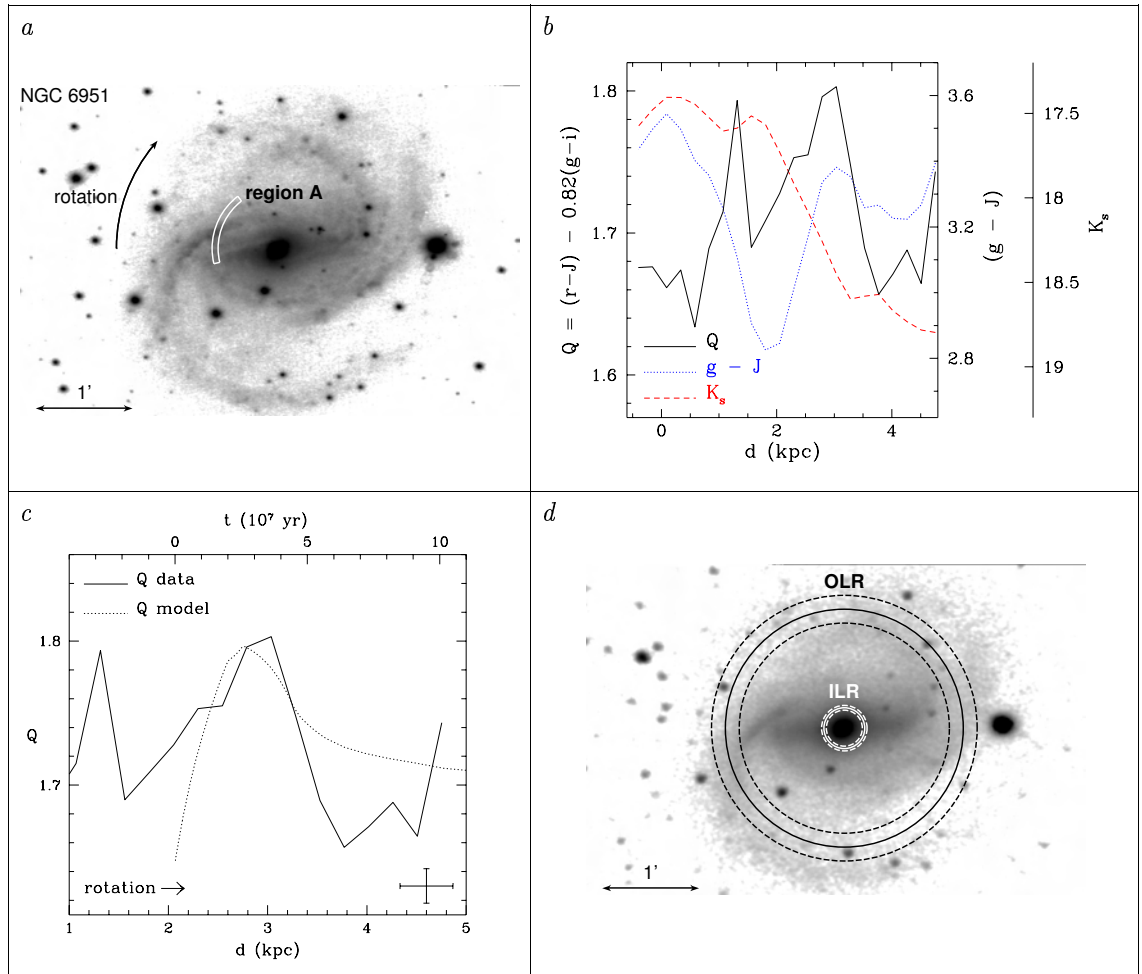 a
NGC 6951
rotation
region A
1'
b
Q = (r-J) - 0.82(g-i)
1.8
1.7
1.6
3.6
3.2
2.8
(g - J)
17.5
18
18.5
19
K_s
Q
g - J
K_s
0 2 4
d (kpc)
c
t (10⁷ yr)
0 5 10
Q data
Q model
Q
1.8
1.7
rotation →
1 2 3 4 5
d (kpc)
d
OLR
ILR
1'